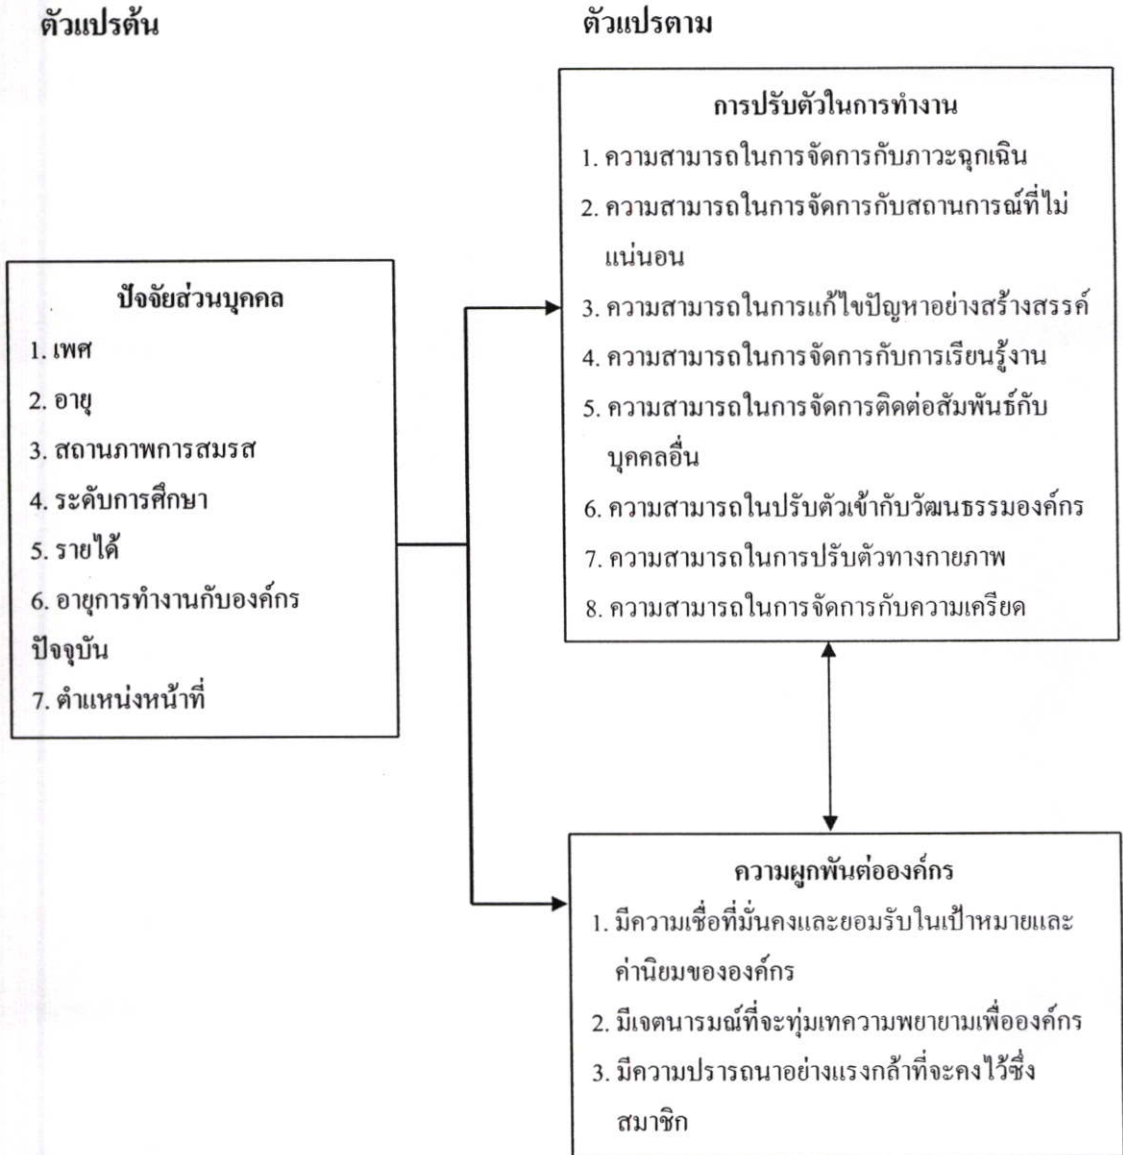 ตัวแปรต้น
ตัวแปรตาม
ปัจจัยส่วนบุคคล
1. เพศ
2. อายุ
3. สถานภาพการสมรส
4. ระดับการศึกษา
5. รายได้
6. อายุการทำงานกับองค์กร
ปัจจุบัน
7. ตำแหน่งหน้าที่
การปรับตัวในการทำงาน
1. ความสามารถในการจัดการกับภาวะฉุกเฉิน
2. ความสามารถในการจัดการกับสถานการณ์ที่ไม่
แน่นอน
3. ความสามารถในการแก้ไขปัญหาอย่างสร้างสรรค์
4. ความสามารถในการจัดการกับการเรียนรู้งาน
5. ความสามารถในการจัดการติดต่อสัมพันธ์กับ
บุคคลอื่น
6. ความสามารถในปรับตัวเข้ากับวัฒนธรรมองค์กร
7. ความสามารถในการปรับตัวทางกายภาพ
8. ความสามารถในการจัดการกับความเครียด
ความผูกพันต่อองค์กร
1. มีความเชื่อที่มั่นคงและยอมรับในเป้าหมายและ
ค่านิยมขององค์กร
2. มีเจตนารมณ์ที่จะทุ่มเทความพยายามเพื่อองค์กร
3. มีความปรารถนาอย่างแรงกล้าที่จะคงไว้ซึ่ง
สมาชิก